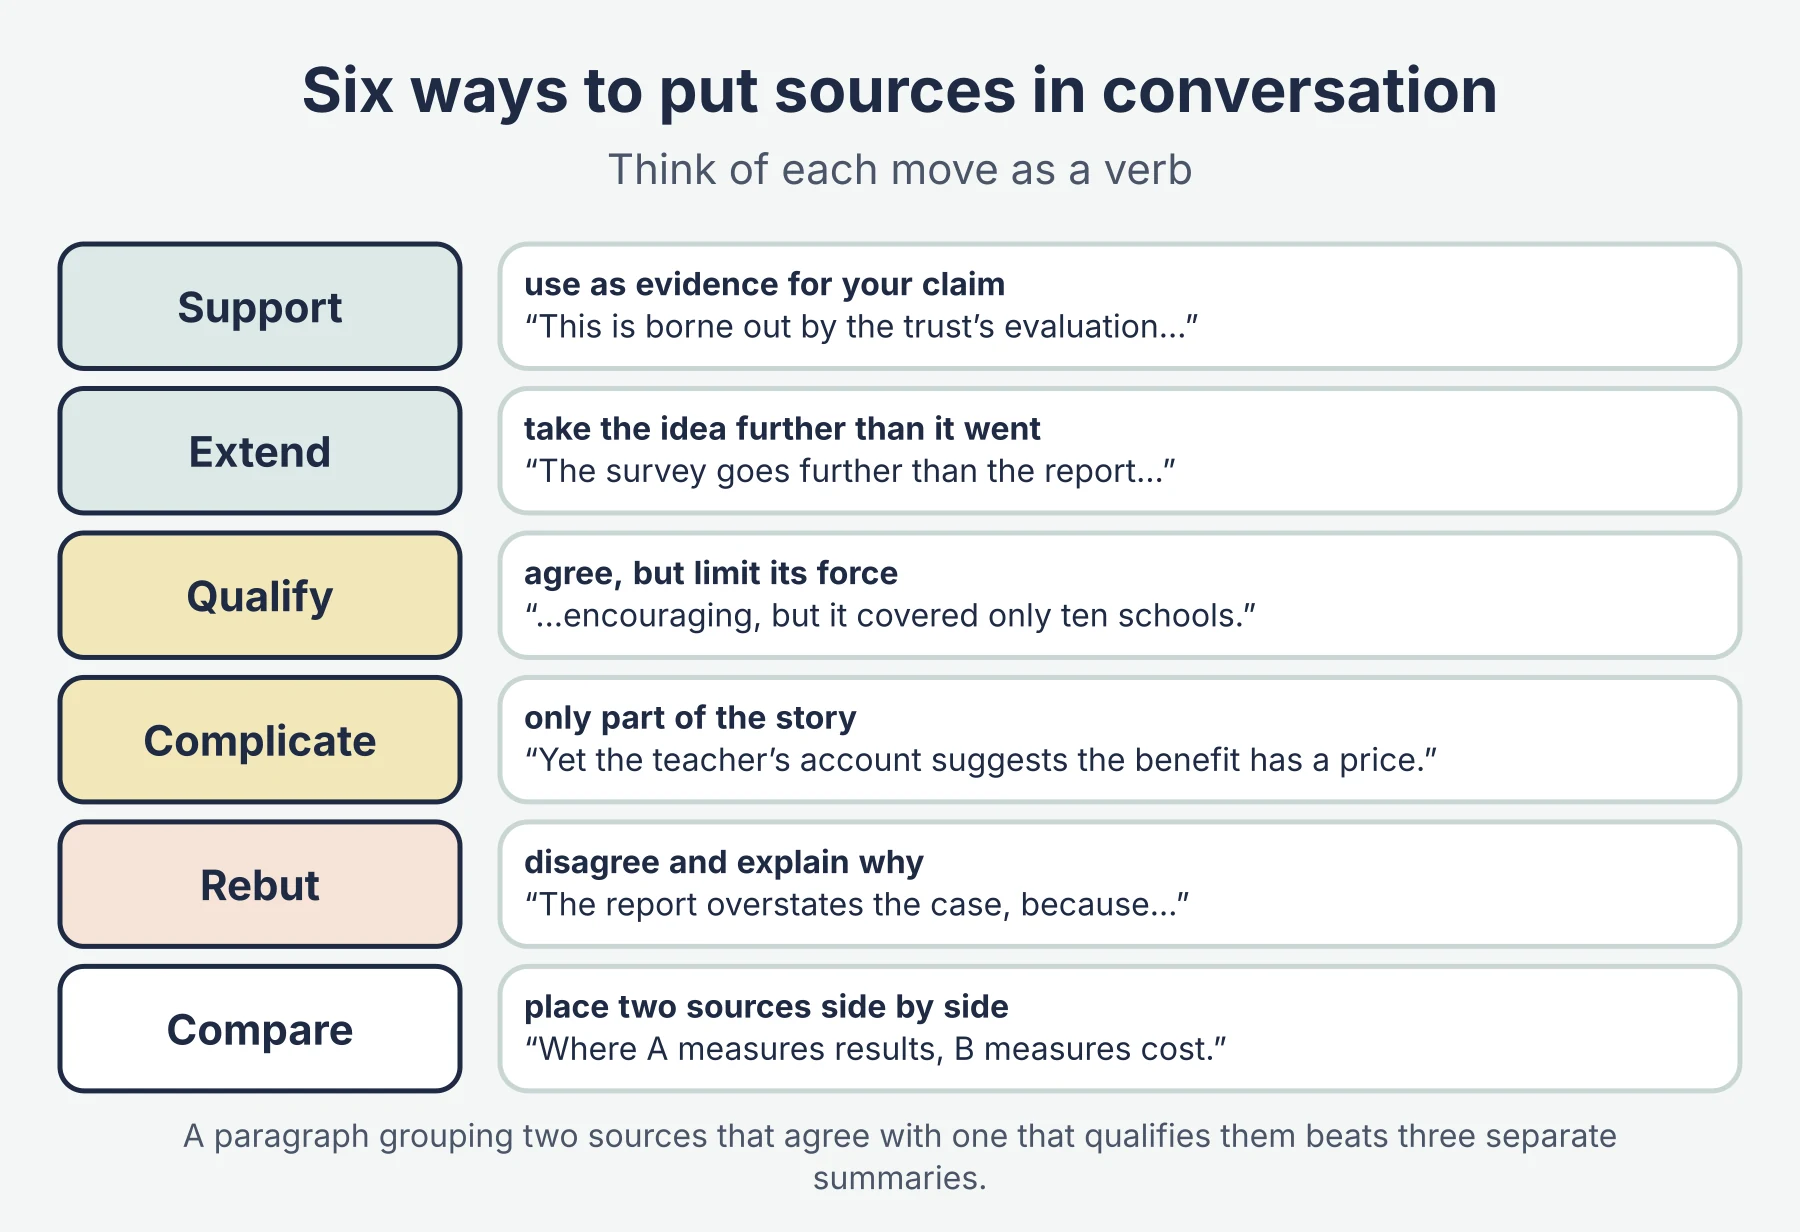 Six ways to put sources in conversation
Think of each move as a verb
Support
use as evidence for your claim
“This is borne out by the trust’s evaluation…”
Extend
take the idea further than it went
“The survey goes further than the report…”
Qualify
agree, but limit its force
“…encouraging, but it covered only ten schools.”
Complicate
only part of the story
“Yet the teacher’s account suggests the benefit has a price.”
Rebut
disagree and explain why
“The report overstates the case, because…”
Compare
place two sources side by side
“Where A measures results, B measures cost.”
A paragraph grouping two sources that agree with one that qualifies them beats three separate
summaries.